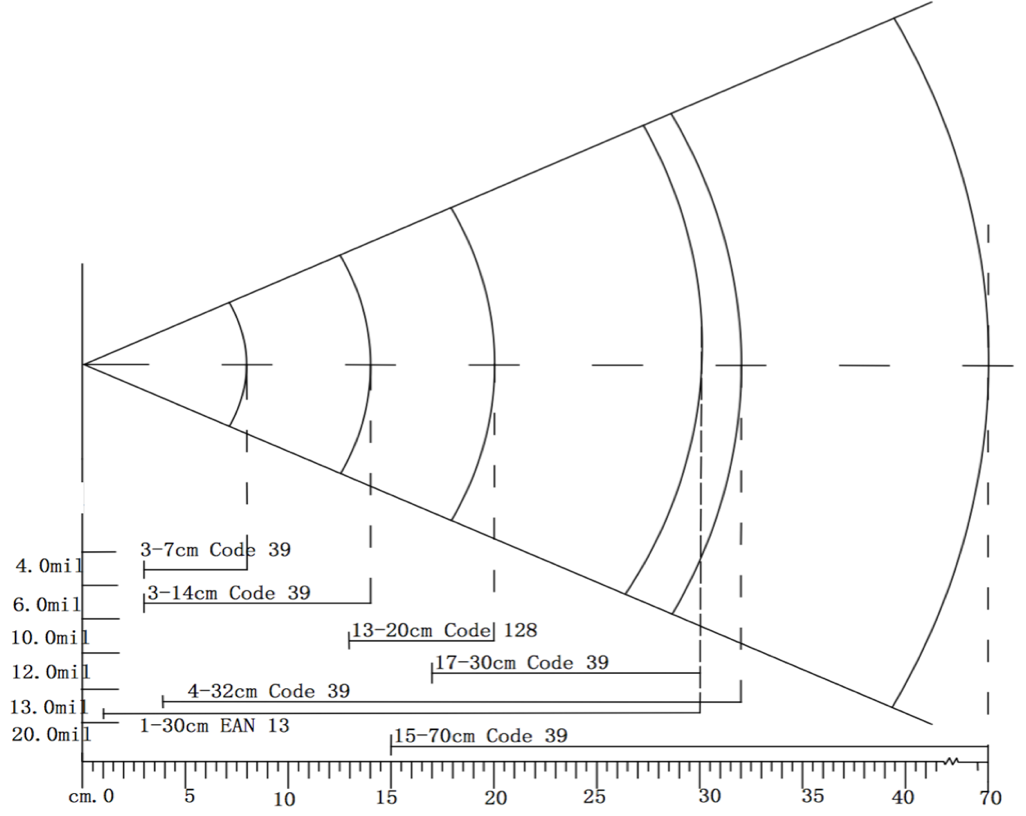 3-7cm Code 39
4.0mil
3-14cm Code 39
6.0mil
13-20cm Code 128
10.0mil
17-30cm Code 39
12.0mil
4-32cm Code 39
13.0mil
1-30cm EAN 13
20.0mil
15-70cm Code 39
cm. 0 5 10 15 20 25 30 35 40 70